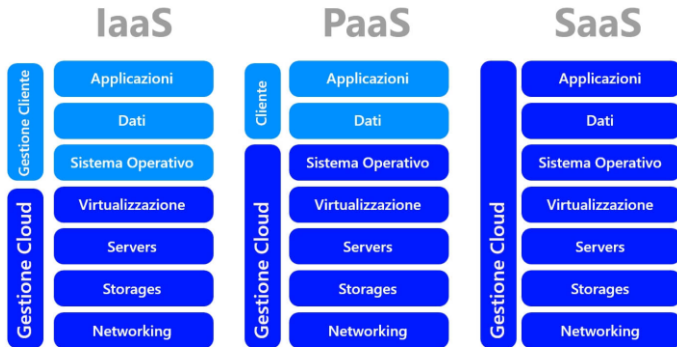 IaaS
Gestione Cliente
Applicazioni
Dati
Sistema Operativo
Gestione Cloud
Virtualizzazione
Servers
Storages
Networking
PaaS
Cliente
Applicazioni
Dati
Gestione Cloud
Sistema Operativo
Virtualizzazione
Servers
Storages
Networking
SaaS
Gestione Cloud
Applicazioni
Dati
Sistema Operativo
Virtualizzazione
Servers
Storages
Networking